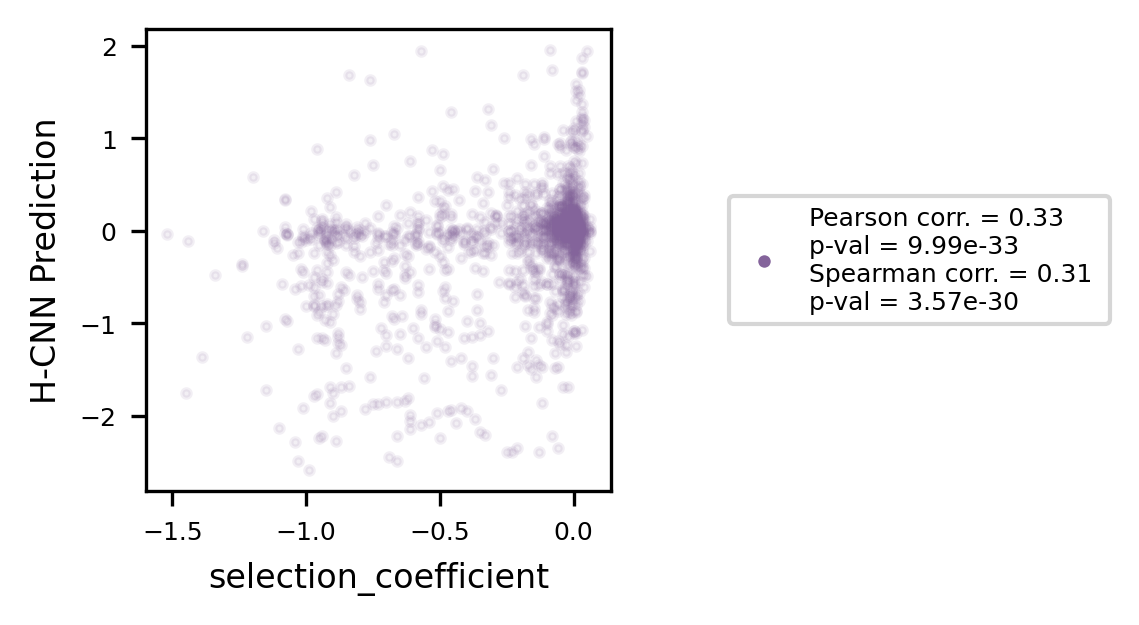 2
1
0
−1
−2
H-CNN Prediction
−1.5
−1.0
−0.5
0.0
selection_coefficient
Pearson corr. = 0.33
p-val = 9.99e-33
Spearman corr. = 0.31
p-val = 3.57e-30